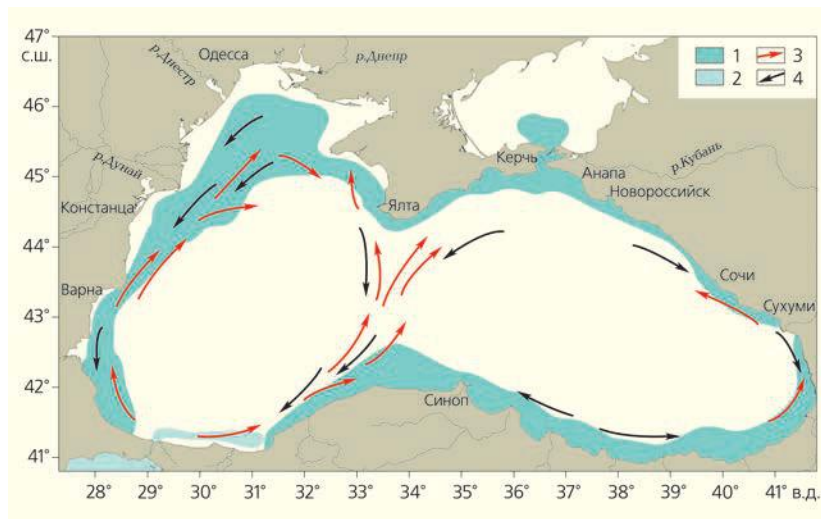 47°
с.ш.
46°
45°
44°
43°
42°
41°
Одесса
р.Днестр
р.Днепр
1
3
2
4
р.Дунай
Керчь
Анапа
р.Кубань
Новороссийск
Констанца
Ялта
Варна
Сочи
Сухуми
Синоп
28° 29° 30° 31° 32° 33° 34° 35° 36° 37° 38° 39° 40° 41° в.д.